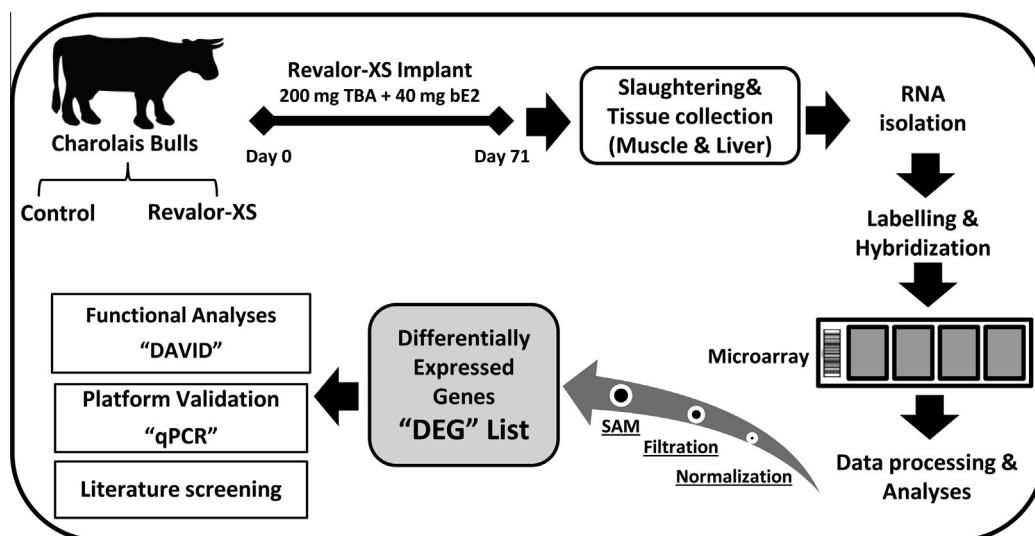 Charolais Bulls
Control
Revalor-XS
Revalor-XS Implant
200 mg TBA + 40 mg bE2
Day 0
Day 71
Slaughtering&
Tissue collection
(Muscle & Liver)
RNA
isolation
Labelling &
Hybridization
Microarray
Data processing &
Analyses
Normalization
Filtration
SAM
Differentially
Expressed
Genes
“DEG” List
Functional Analyses
“DAVID”
Platform Validation
“qPCR”
Literature screening